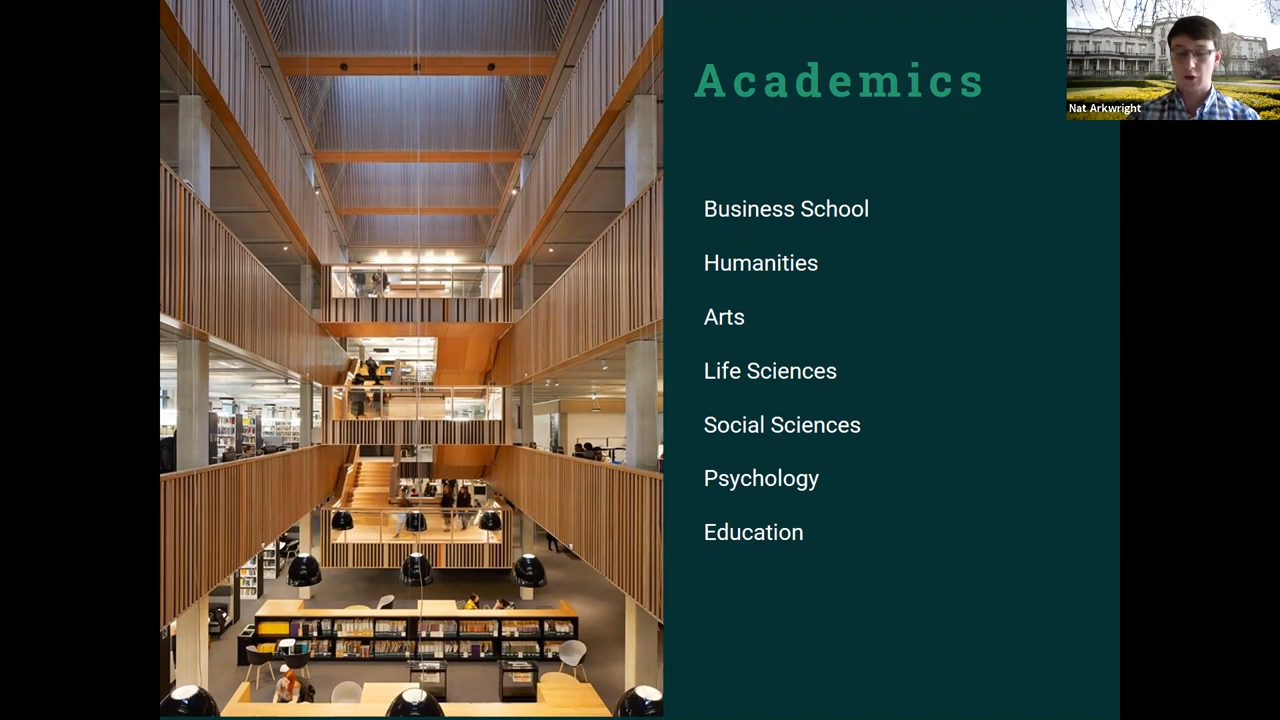 Academics
Nat Arkwright
Business School
Humanities
Arts
Life Sciences
Social Sciences
Psychology
Education